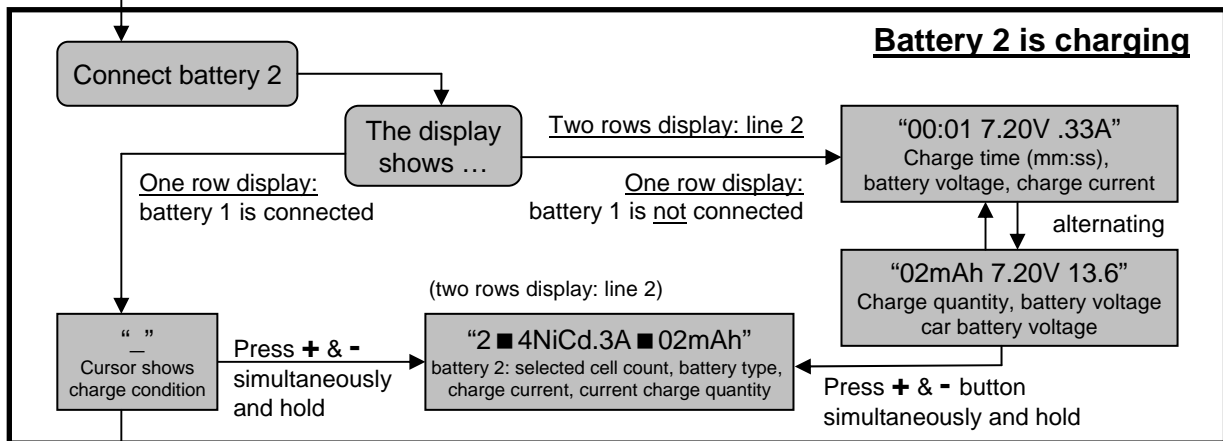 Battery 2 is charging
Connect battery 2
The display
shows …
Two rows display: line 2
One row display:
battery 1 is not connected
One row display:
battery 1 is connected
“00:01 7.20V .33A”
Charge time (mm:ss),
battery voltage, charge current
alternating
“02mAh 7.20V 13.6”
Charge quantity, battery voltage
car battery voltage
(two rows display: line 2)
“_”
Cursor shows
charge condition
Press + & -
simultaneously
and hold
“2 ■ 4NiCd.3A ■ 02mAh”
battery 2: selected cell count, battery type,
charge current, current charge quantity
Press + & - button
simultaneously and hold